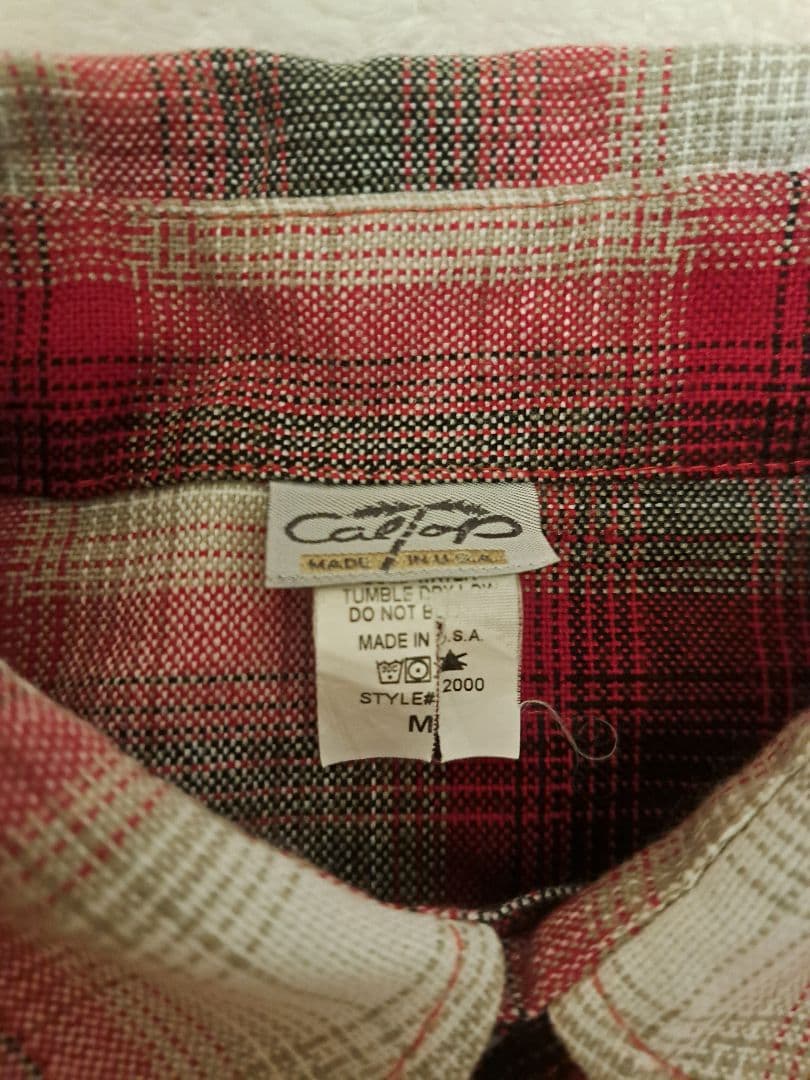 CalTop
MADE IN U.S.A.
TUMBLE DRY LOW
DO NOT B
MADE IN U.S.A.
STYLE# 2000
M